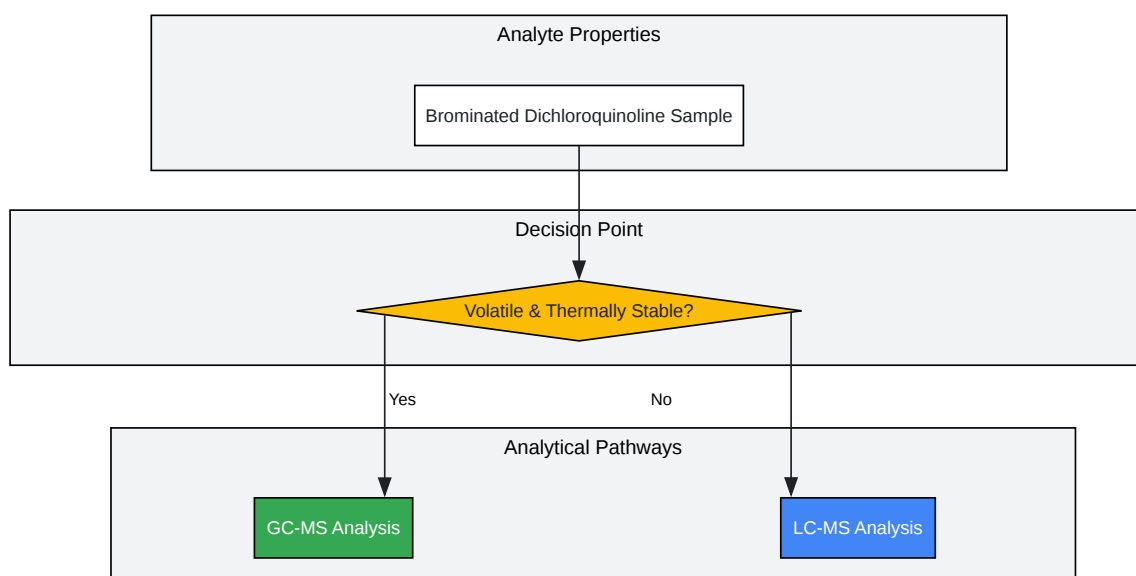 Analyte Properties
Brominated Dichloroquinoline Sample
Decision Point
Volatile & Thermally Stable?
Yes
No
Analytical Pathways
GC-MS Analysis
LC-MS Analysis